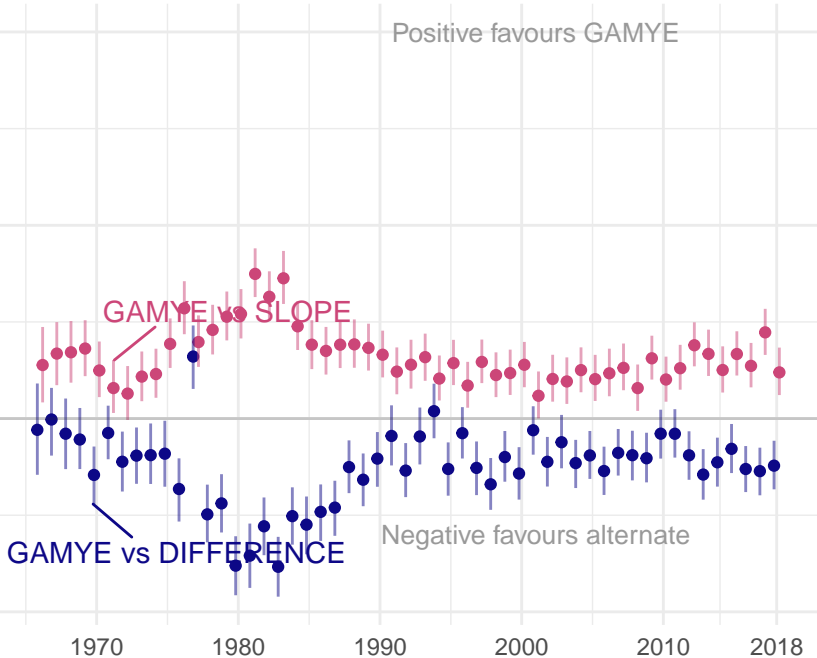 Positive favours GAMYE
GAMYE vs SLOPE
Negative favours alternate
GAMYE vs DIFFERENCE
1970 1980 1990 2000 2010 2018